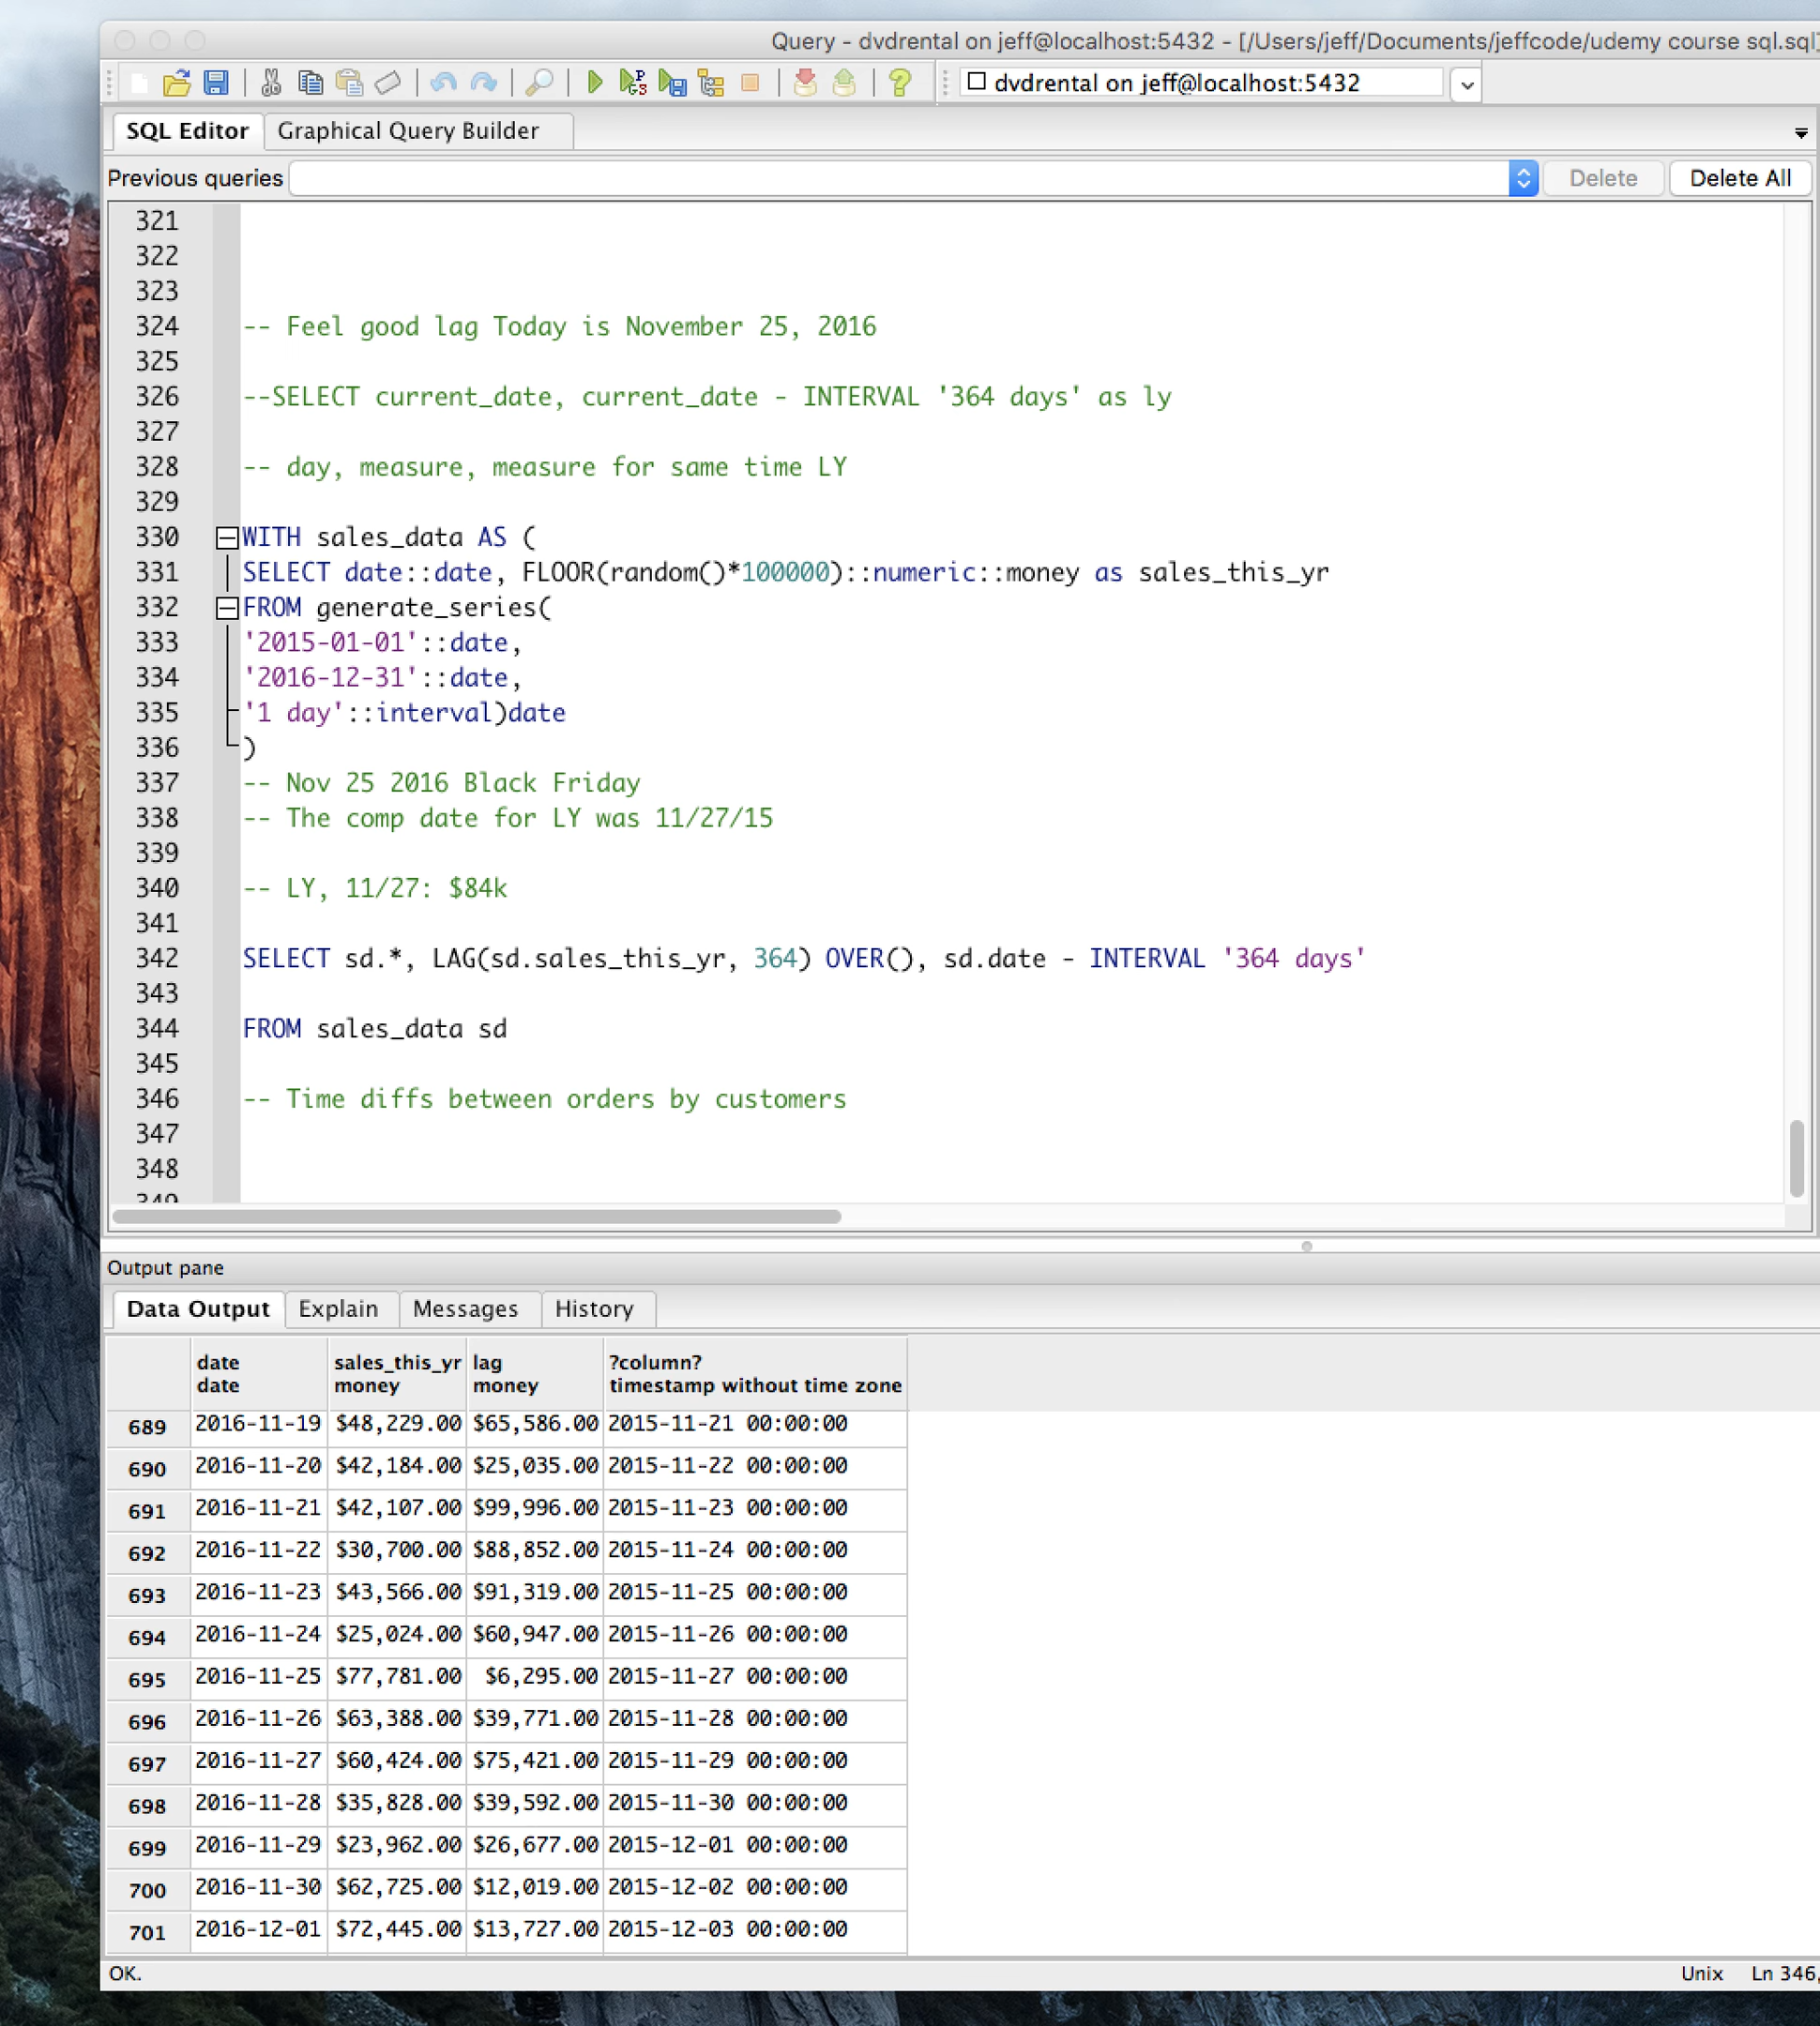 Query - dvdrental on jeff@localhost:5432 - [/Users/jeff/Documents/jeffcode/udemy course sql.sql]
dvdrental on jeff@localhost:5432
SQL Editor Graphical Query Builder
Previous queries Delete Delete All
321
322
323
324 -- Feel good lag Today is November 25, 2016
325
326 --SELECT current_date, current_date - INTERVAL '364 days' as ly
327
328 -- day, measure, measure for same time LY
329
330 WITH sales_data AS (
331 SELECT date::date, FLOOR(random()*100000)::numeric::money as sales_this_yr
332 FROM generate_series(
333 '2015-01-01'::date,
334 '2016-12-31'::date,
335 '1 day'::interval)date
336 )
337 -- Nov 25 2016 Black Friday
338 -- The comp date for LY was 11/27/15
339
340 -- LY, 11/27: $84k
341
342 SELECT sd.*, LAG(sd.sales_this_yr, 364) OVER(), sd.date - INTERVAL '364 days'
343
344 FROM sales_data sd
345
346 -- Time diffs between orders by customers
347
348
349
Output pane
Data Output Explain Messages History
date sales_this_yr lag ?column?
date money money timestamp without time zone
689 2016-11-19 $48,229.00 $65,586.00 2015-11-21 00:00:00
690 2016-11-20 $42,184.00 $25,035.00 2015-11-22 00:00:00
691 2016-11-21 $42,107.00 $99,996.00 2015-11-23 00:00:00
692 2016-11-22 $30,700.00 $88,852.00 2015-11-24 00:00:00
693 2016-11-23 $43,566.00 $91,319.00 2015-11-25 00:00:00
694 2016-11-24 $25,024.00 $60,947.00 2015-11-26 00:00:00
695 2016-11-25 $77,781.00 $6,295.00 2015-11-27 00:00:00
696 2016-11-26 $63,388.00 $39,771.00 2015-11-28 00:00:00
697 2016-11-27 $60,424.00 $75,421.00 2015-11-29 00:00:00
698 2016-11-28 $35,828.00 $39,592.00 2015-11-30 00:00:00
699 2016-11-29 $23,962.00 $26,677.00 2015-12-01 00:00:00
700 2016-11-30 $62,725.00 $12,019.00 2015-12-02 00:00:00
701 2016-12-01 $72,445.00 $13,727.00 2015-12-03 00:00:00
OK. Unix Ln 346,